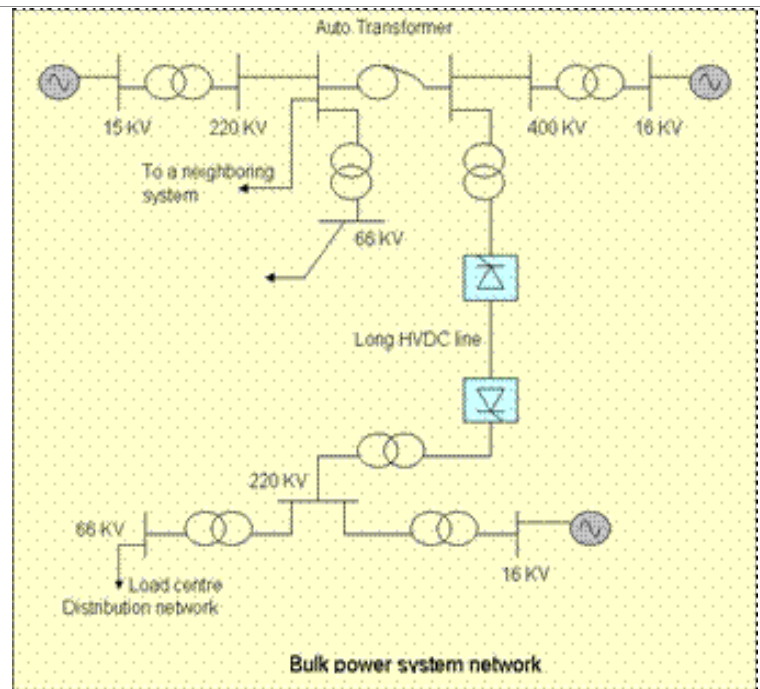 Auto Transformer
15 KV
220 KV
400 KV
16 KV
To a neighboring
system
66 KV
Long HVDC line
220 KV
66 KV
16 KV
Load centre
Distribution network
Bulk power system network